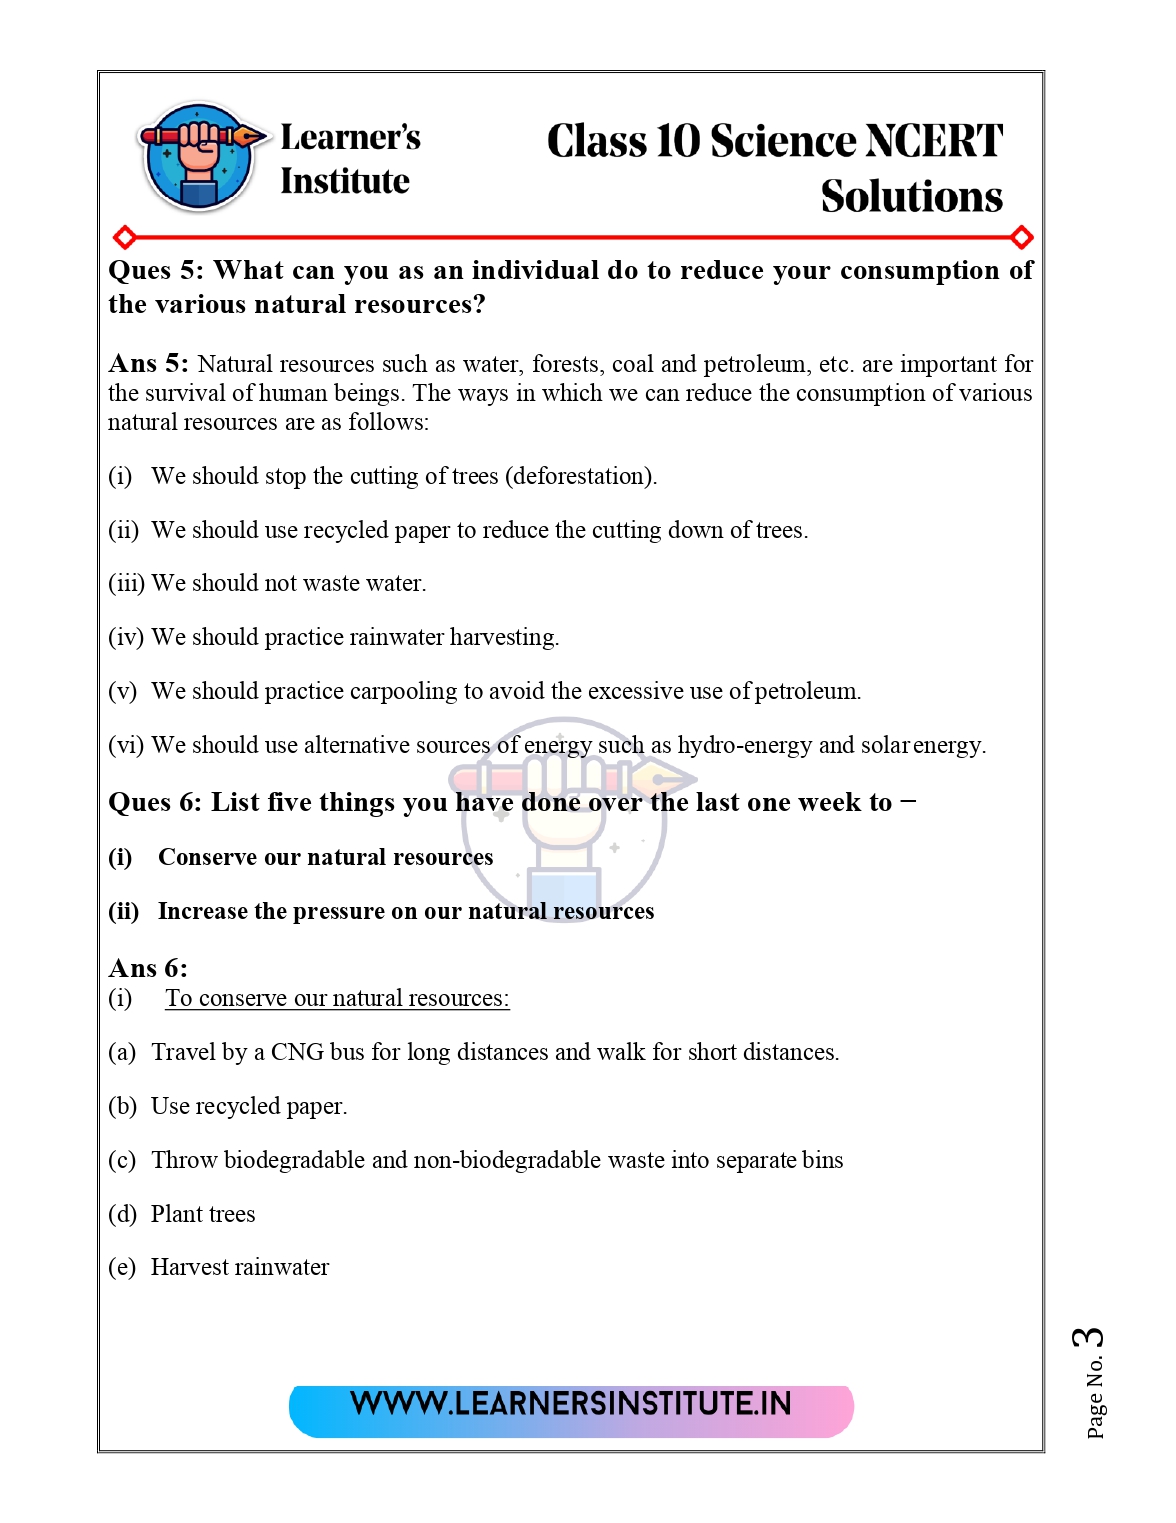 Learner's
Institute
Class 10 Science NCERT
Solutions
Ques 5: What can you as an individual do to reduce your consumption of
the various natural resources?
Ans 5: Natural resources such as water, forests, coal and petroleum, etc. are important for
the survival of human beings. The ways in which we can reduce the consumption of various
natural resources are as follows:
(i) We should stop the cutting of trees (deforestation).
(ii) We should use recycled paper to reduce the cutting down of trees.
(iii) We should not waste water.
(iv) We should practice rainwater harvesting.
(v) We should practice carpooling to avoid the excessive use of petroleum.
(vi) We should use alternative sources of energy such as hydro-energy and solar energy.
Ques 6: List five things you have done over the last one week to −
(i) Conserve our natural resources
(ii) Increase the pressure on our natural resources
Ans 6:
(i) To conserve our natural resources:
(a) Travel by a CNG bus for long distances and walk for short distances.
(b) Use recycled paper.
(c) Throw biodegradable and non-biodegradable waste into separate bins
(d) Plant trees
(e) Harvest rainwater
WWW.LEARNERSINSTITUTE.IN
Page No. 3